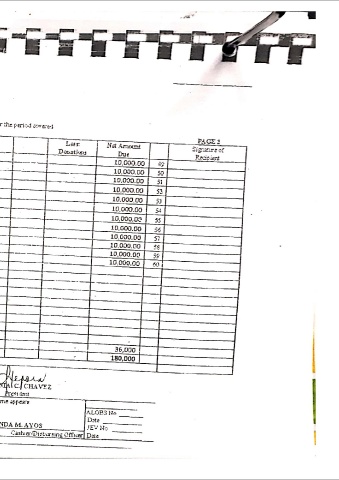 r the period covered
PAGE 3
Less: Net Amount Signature of
Donations Due Recipient
10,000.00 49
10,000.00 50
10,000.00 51
10,000.00 52
10,000.00 53
10,000.00 54
10,000.00 55
10,000.00 56
10,000.00 57
10,000.00 58
10,000.00 59
10,000.00 60
36,000
180,000
C. CHAVEZ
me appears
ALOBS No.
Date
NDA M. AYOS JEV No.
Cashier/Disbursing Officer Date